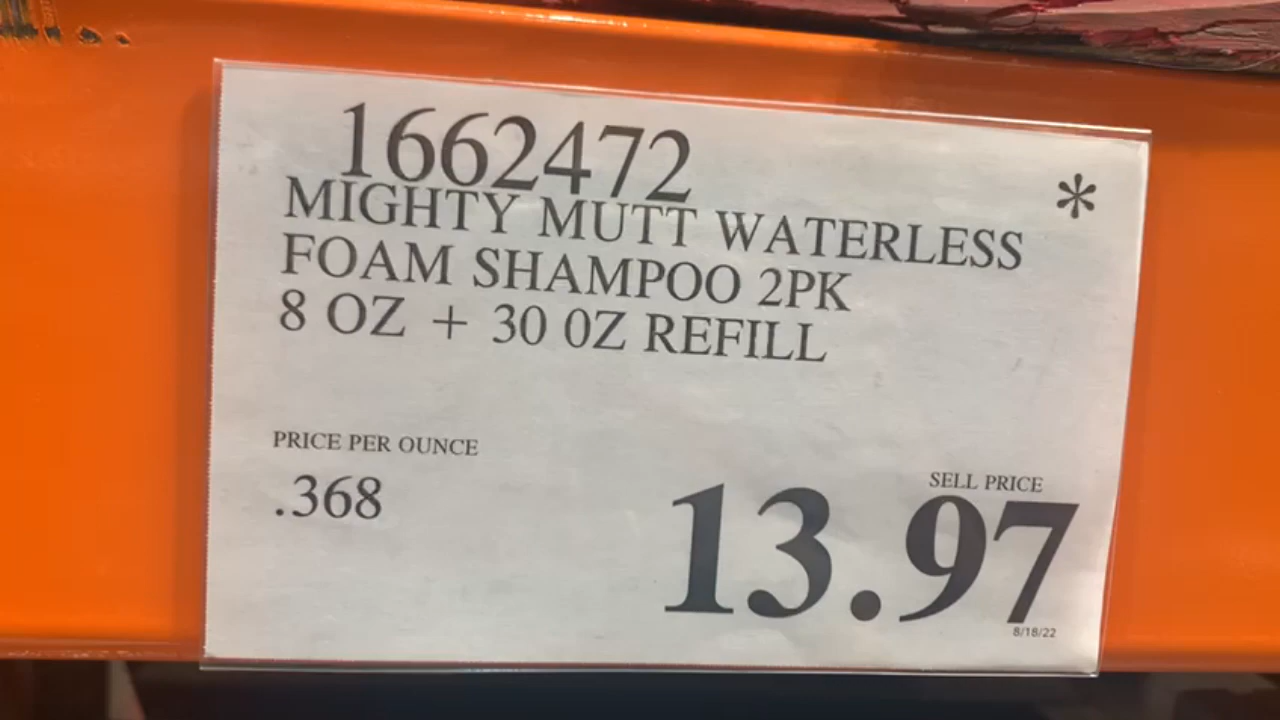 1662472
*
MIGHTY MUTT WATERLESS
FOAM SHAMPOO 2PK
8 OZ + 30 0Z REFILL
PRICE PER OUNCE
.368
SELL PRICE
13.97
8/18/22